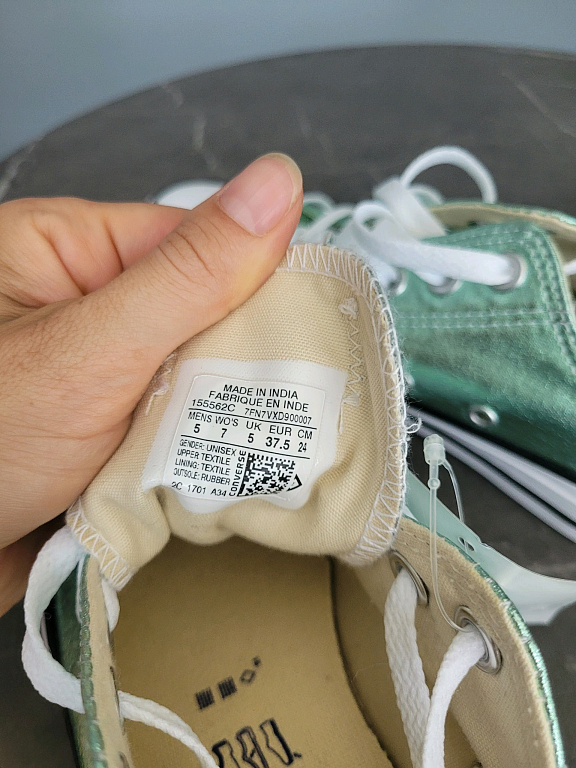 MADE IN INDIA
FABRIQUE EN INDE
155562C 7FN7VXD900007
MENS WO'S UK EUR CM
5 7 5 37.5 24
GENDER: UNISEX
UPPER: TEXTILE
LINING: TEXTILE
OUTSOLE: RUBBER
CONVERSE
2C 1701 A34